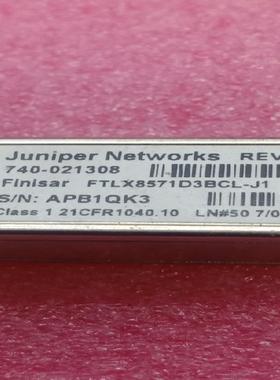 Juniper Networks REV
740-021308
Finisar FTLX8571D3BCL-J1
S/N: APB1QK3
Class 1 21CFR1040.10 LN#50 7/0